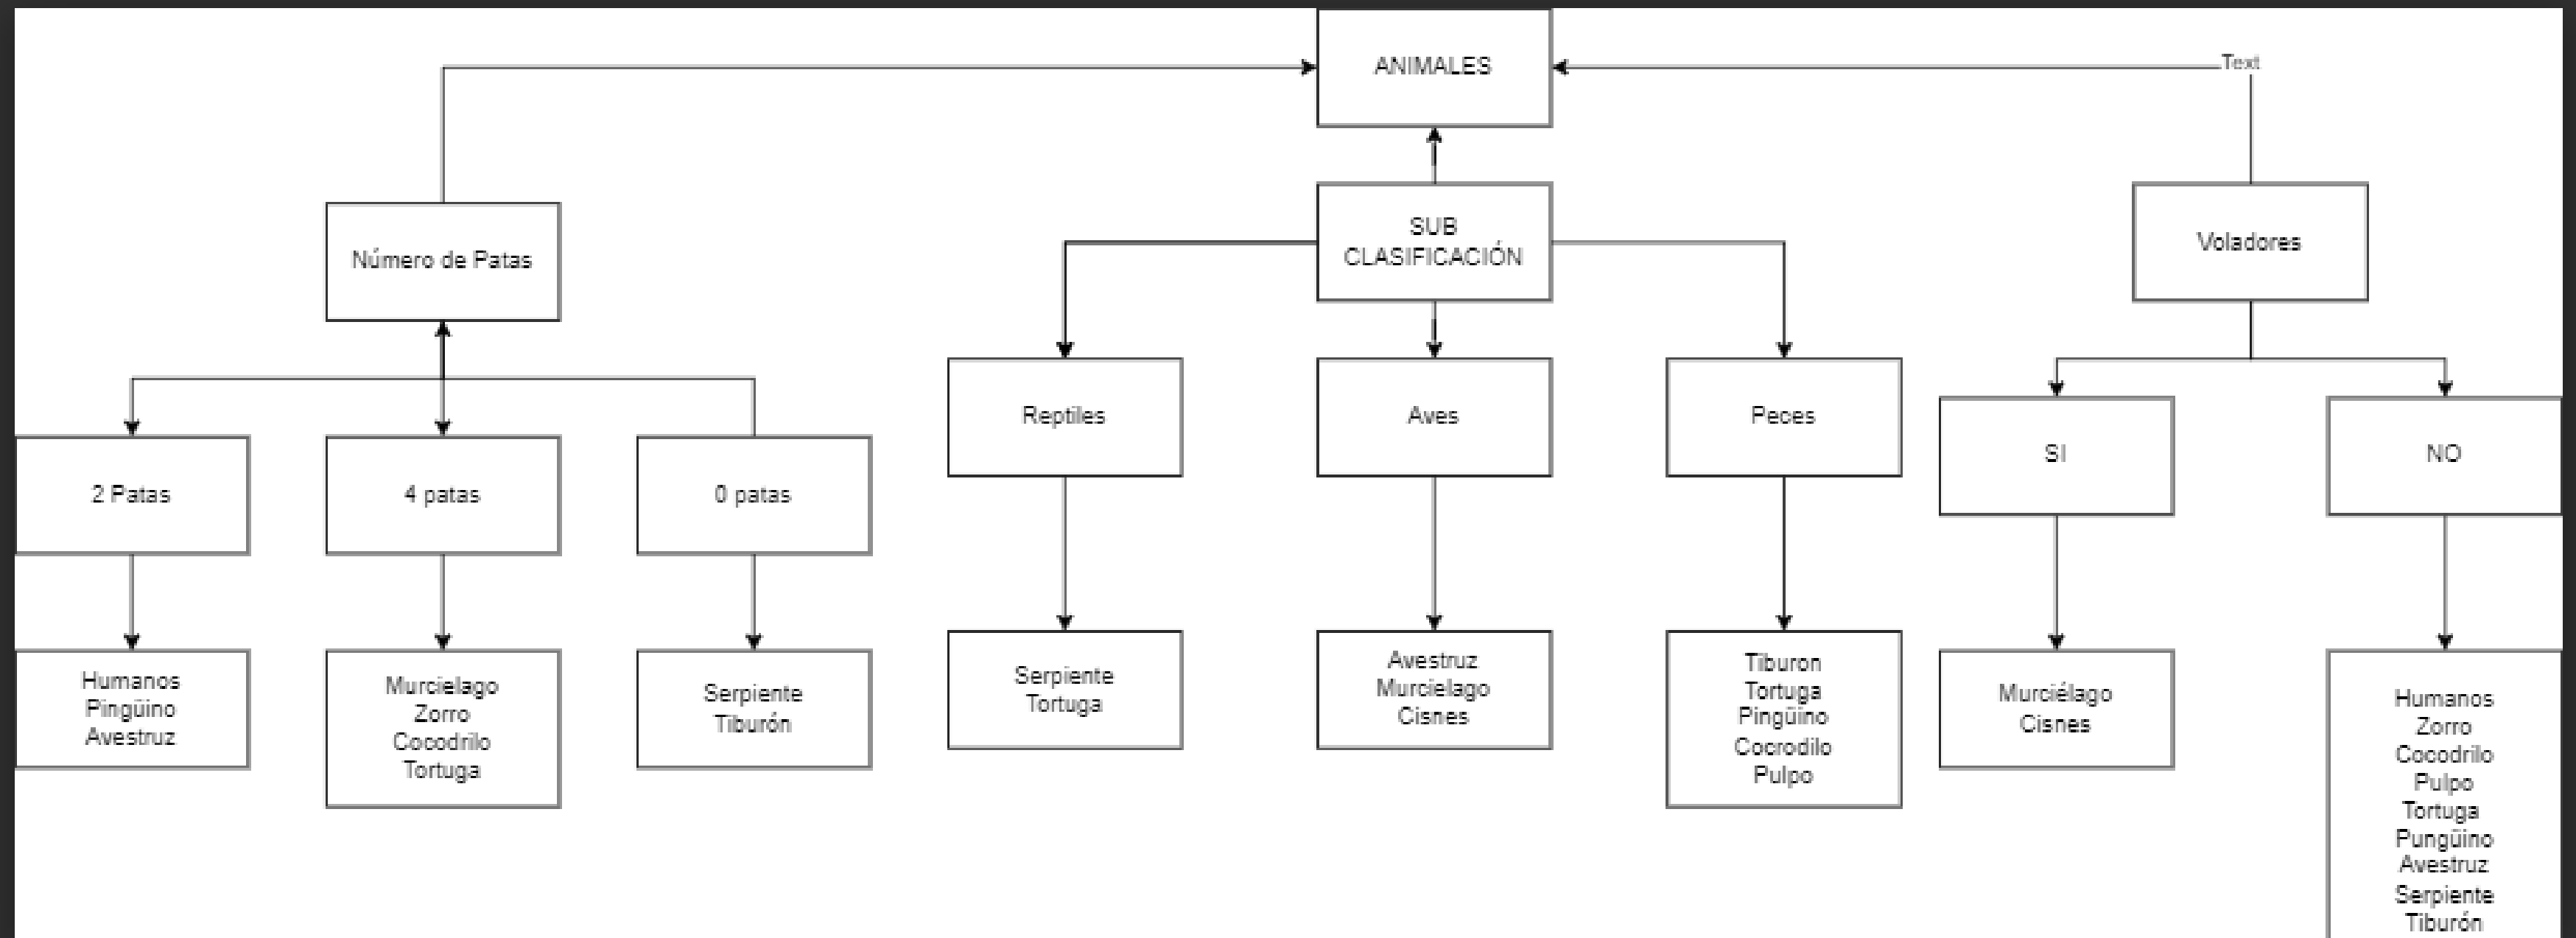 ANIMALES
Text
Número de Patas
SUB
CLASIFICACIÓN
Voladores
2 Patas
4 patas
0 patas
Reptiles
Aves
Peces
SI
NO
Humanos
Pingüino
Avestruz
Murcielago
Zorro
Cocodrilo
Tortuga
Serpiente
Tiburón
Serpiente
Tortuga
Avestruz
Murcielago
Cisnes
Tiburon
Tortuga
Pingüino
Cocrodilo
Pulpo
Murciélago
Cisnes
Humanos
Zorro
Cocodrilo
Pulpo
Tortuga
Pungüino
Avestruz
Serpiente
Tiburón